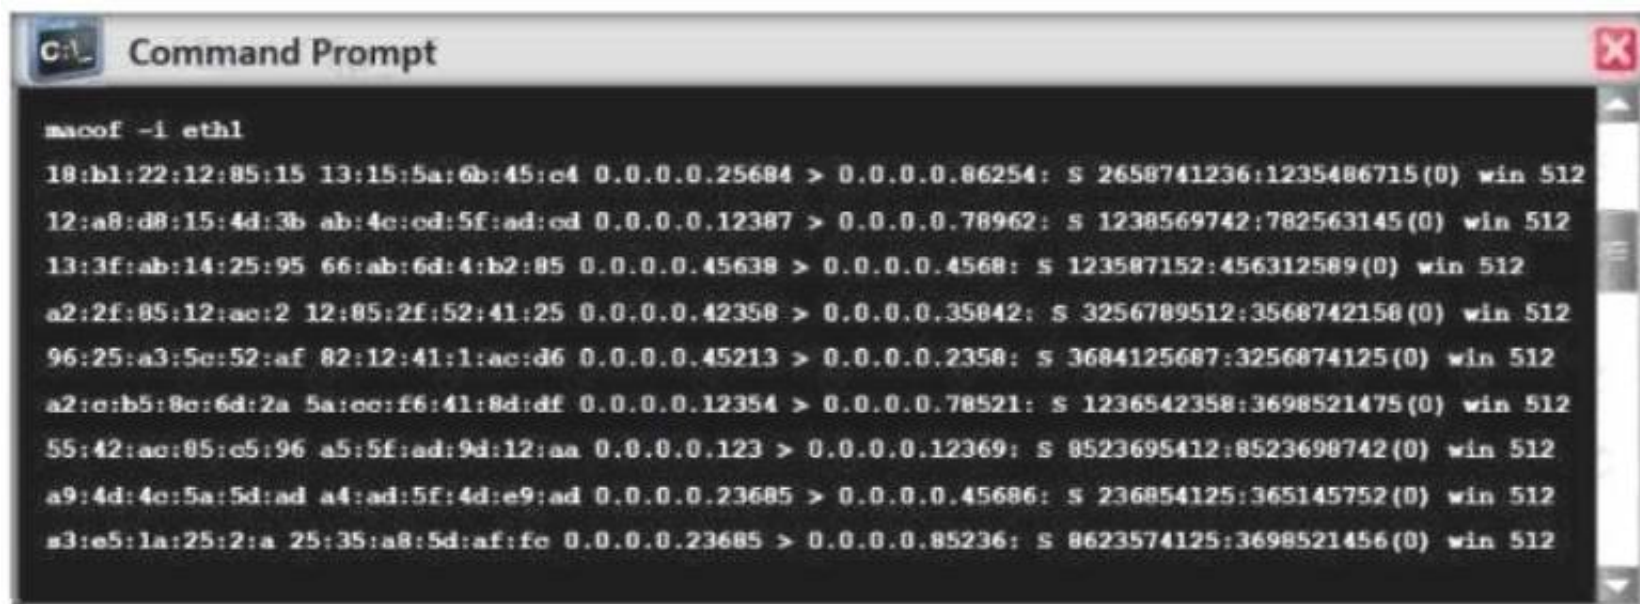 C:\_ Command Prompt
macof -i eth1
18:b1:22:12:85:15 13:15:5a:6b:45:c4 0.0.0.0.25684 > 0.0.0.0.86254: S 2658741236:1235486715(0) win 512
12:a8:d8:15:4d:3b ab:4c:cd:5f:ad:cd 0.0.0.0.12387 > 0.0.0.0.78962: S 1238569742:782563145(0) win 512
13:3f:ab:14:25:95 66:ab:6d:4:b2:85 0.0.0.0.45638 > 0.0.0.0.4568: S 123587152:456312589(0) win 512
a2:2f:85:12:ac:2 12:85:2f:52:41:25 0.0.0.0.42358 > 0.0.0.0.35842: S 3256789512:3568742158(0) win 512
96:25:a3:5c:52:af 82:12:41:1:ac:d6 0.0.0.0.45213 > 0.0.0.0.2358: S 3684125687:3256874125(0) win 512
a2:c:b5:8c:6d:2a 5a:cc:f6:41:8d:df 0.0.0.0.12354 > 0.0.0.0.78521: S 1236542358:3698521475(0) win 512
55:42:ac:85:c5:96 a5:5f:ad:9d:12:aa 0.0.0.0.123 > 0.0.0.0.12369: S 8523695412:8523698742(0) win 512
a9:4d:4c:5a:5d:ad a4:ad:5f:4d:e9:ad 0.0.0.0.23685 > 0.0.0.0.45686: S 236854125:365145752(0) win 512
s3:e5:1a:25:2:a 25:35:a8:5d:af:fc 0.0.0.0.23685 > 0.0.0.0.85236: S 8623574125:3698521456(0) win 512